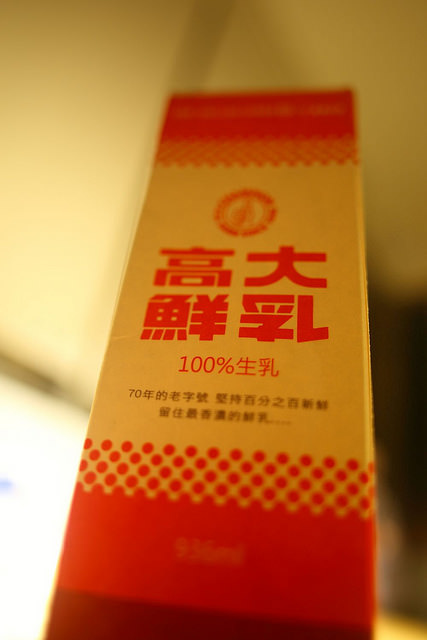 高大
鮮乳
100%生乳
70年的老字號 堅持百分之百新鮮
留住最香濃的鮮乳....
936ml